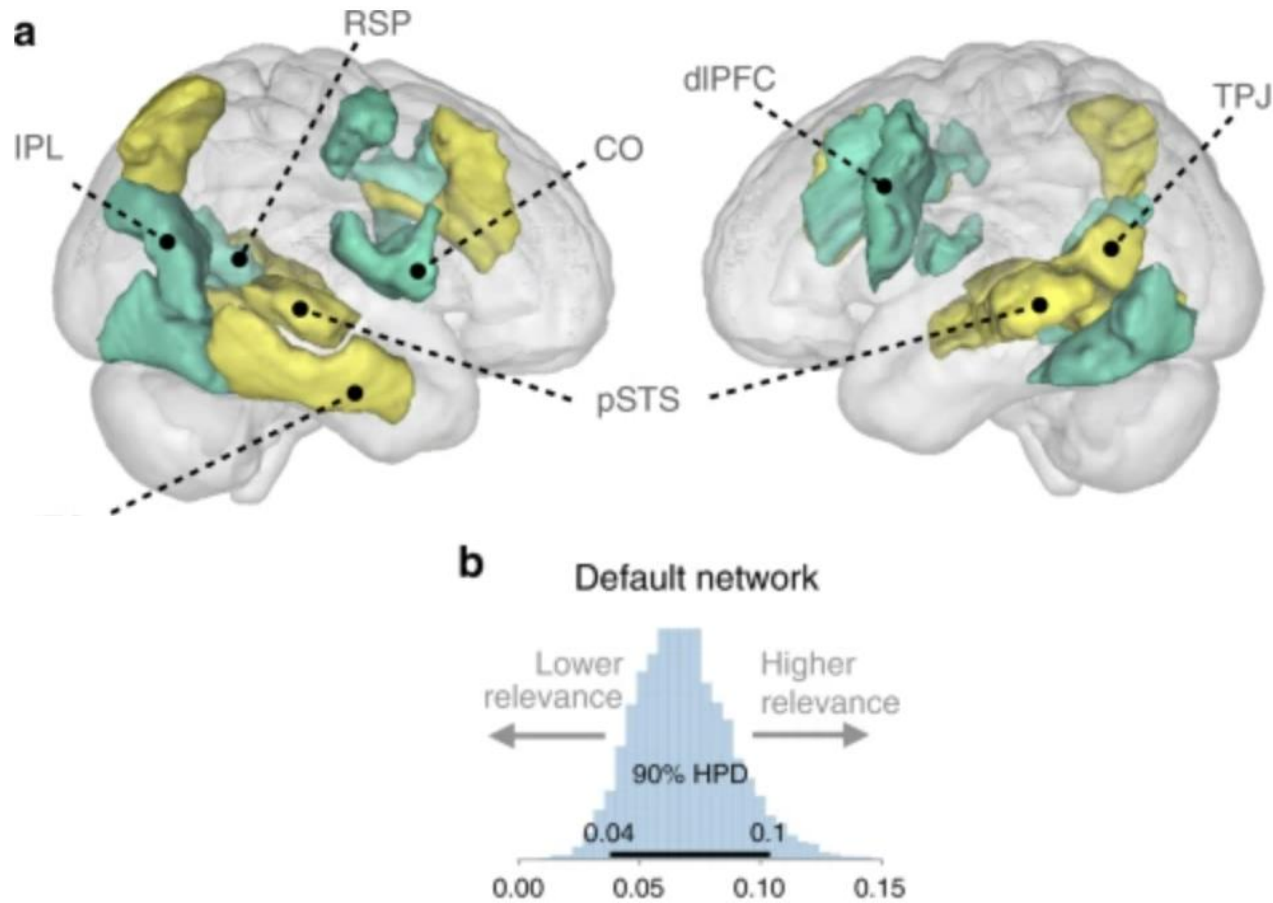 a
RSP
dlPFC
TPJ
IPL
CO
pSTS
b
Default network
Lower
relevance
Higher
relevance
90% HPD
0.04
0.1
0.00
0.05
0.10
0.15